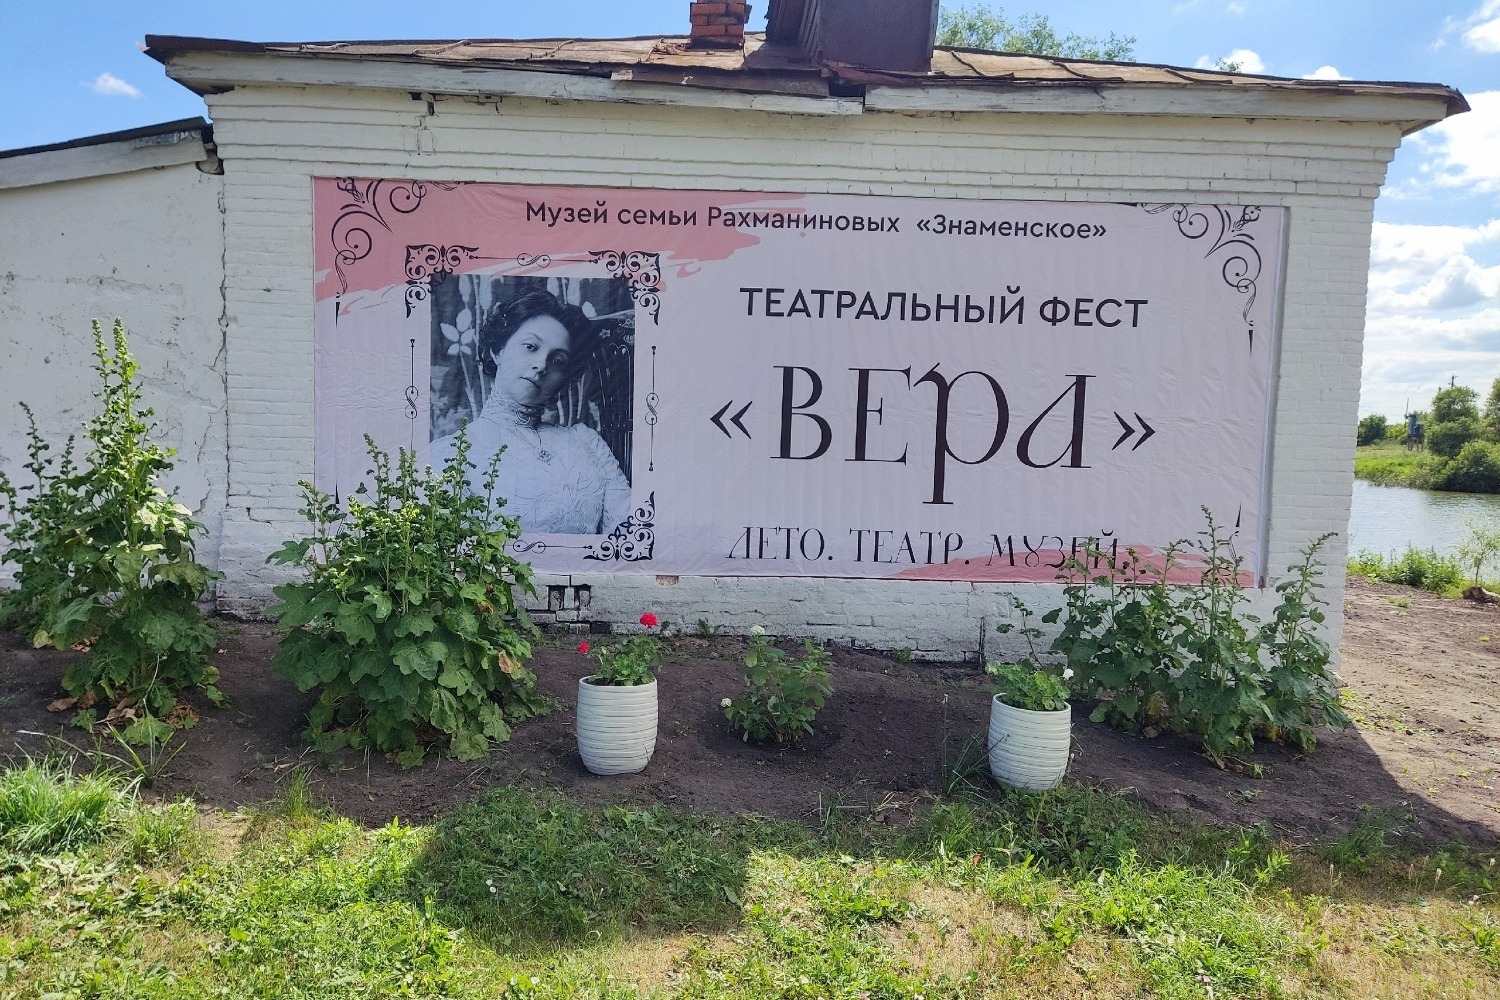 Музей семьи Рахманиновых «Знаменское»
ТЕАТРАЛЬНЫЙ ФЕСТ
«ВЕРА»
ЛЕТО. ТЕАТР. МУЗЕЙ.